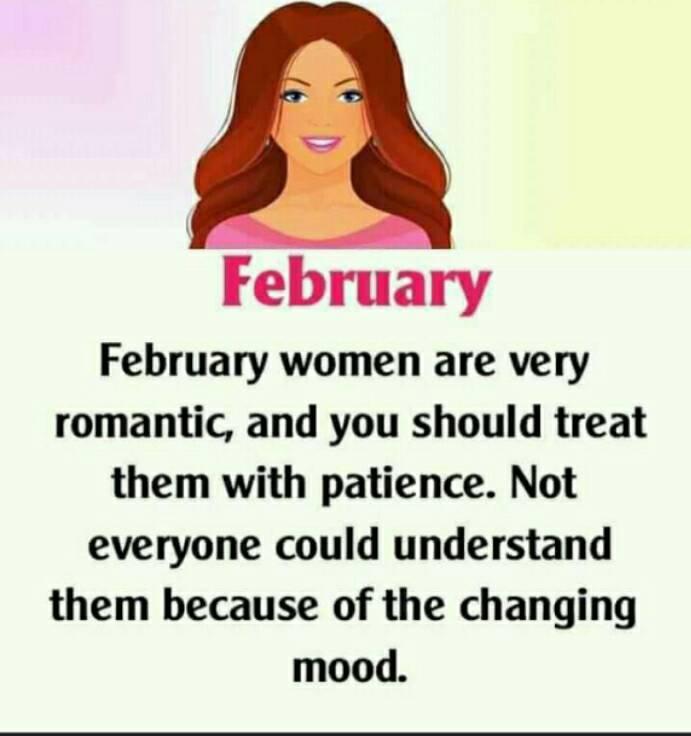 February
February women are very
romantic, and you should treat
them with patience. Not
everyone could understand
them because of the changing
mood.